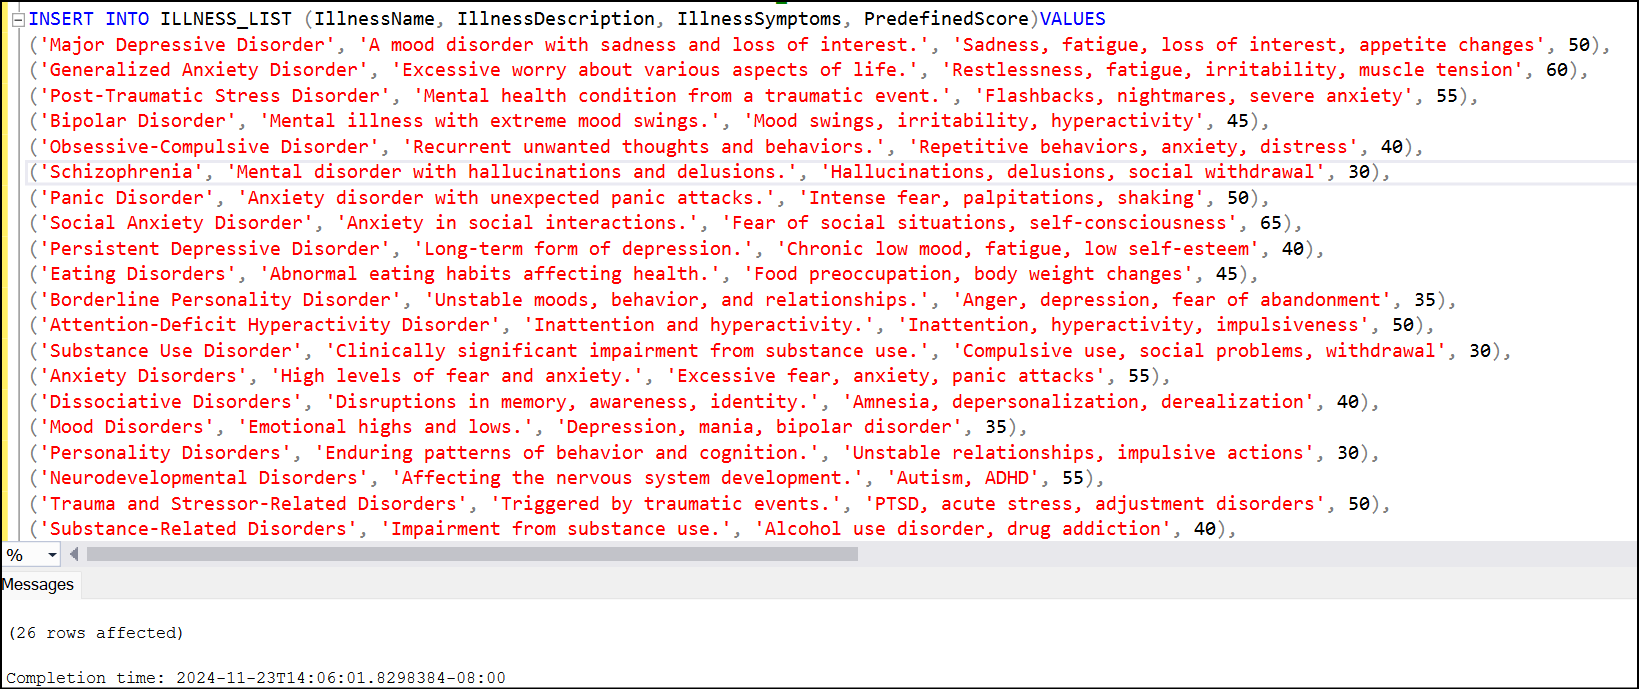 INSERT INTO ILLNESS_LIST (IllnessName, IllnessDescription, IllnessSymptoms, PredefinedScore)VALUES
('Major Depressive Disorder', 'A mood disorder with sadness and loss of interest.', 'Sadness, fatigue, loss of interest, appetite changes', 50),
('Generalized Anxiety Disorder', 'Excessive worry about various aspects of life.', 'Restlessness, fatigue, irritability, muscle tension', 60),
('Post-Traumatic Stress Disorder', 'Mental health condition from a traumatic event.', 'Flashbacks, nightmares, severe anxiety', 55),
('Bipolar Disorder', 'Mental illness with extreme mood swings.', 'Mood swings, irritability, hyperactivity', 45),
('Obsessive-Compulsive Disorder', 'Recurrent unwanted thoughts and behaviors.', 'Repetitive behaviors, anxiety, distress', 40),
('Schizophrenia', 'Mental disorder with hallucinations and delusions.', 'Hallucinations, delusions, social withdrawal', 30),
('Panic Disorder', 'Anxiety disorder with unexpected panic attacks.', 'Intense fear, palpitations, shaking', 50),
('Social Anxiety Disorder', 'Anxiety in social interactions.', 'Fear of social situations, self-consciousness', 65),
('Persistent Depressive Disorder', 'Long-term form of depression.', 'Chronic low mood, fatigue, low self-esteem', 40),
('Eating Disorders', 'Abnormal eating habits affecting health.', 'Food preoccupation, body weight changes', 45),
('Borderline Personality Disorder', 'Unstable moods, behavior, and relationships.', 'Anger, depression, fear of abandonment', 35),
('Attention-Deficit Hyperactivity Disorder', 'Inattention and hyperactivity.', 'Inattention, hyperactivity, impulsiveness', 50),
('Substance Use Disorder', 'Clinically significant impairment from substance use.', 'Compulsive use, social problems, withdrawal', 30),
('Anxiety Disorders', 'High levels of fear and anxiety.', 'Excessive fear, anxiety, panic attacks', 55),
('Dissociative Disorders', 'Disruptions in memory, awareness, identity.', 'Amnesia, depersonalization, derealization', 40),
('Mood Disorders', 'Emotional highs and lows.', 'Depression, mania, bipolar disorder', 35),
('Personality Disorders', 'Enduring patterns of behavior and cognition.', 'Unstable relationships, impulsive actions', 30),
('Neurodevelopmental Disorders', 'Affecting the nervous system development.', 'Autism, ADHD', 55),
('Trauma and Stressor-Related Disorders', 'Triggered by traumatic events.', 'PTSD, acute stress, adjustment disorders', 50),
('Substance-Related Disorders', 'Impairment from substance use.', 'Alcohol use disorder, drug addiction', 40),
%
Messages
(26 rows affected)
Completion time: 2024-11-23T14:06:01.8298384-08:00